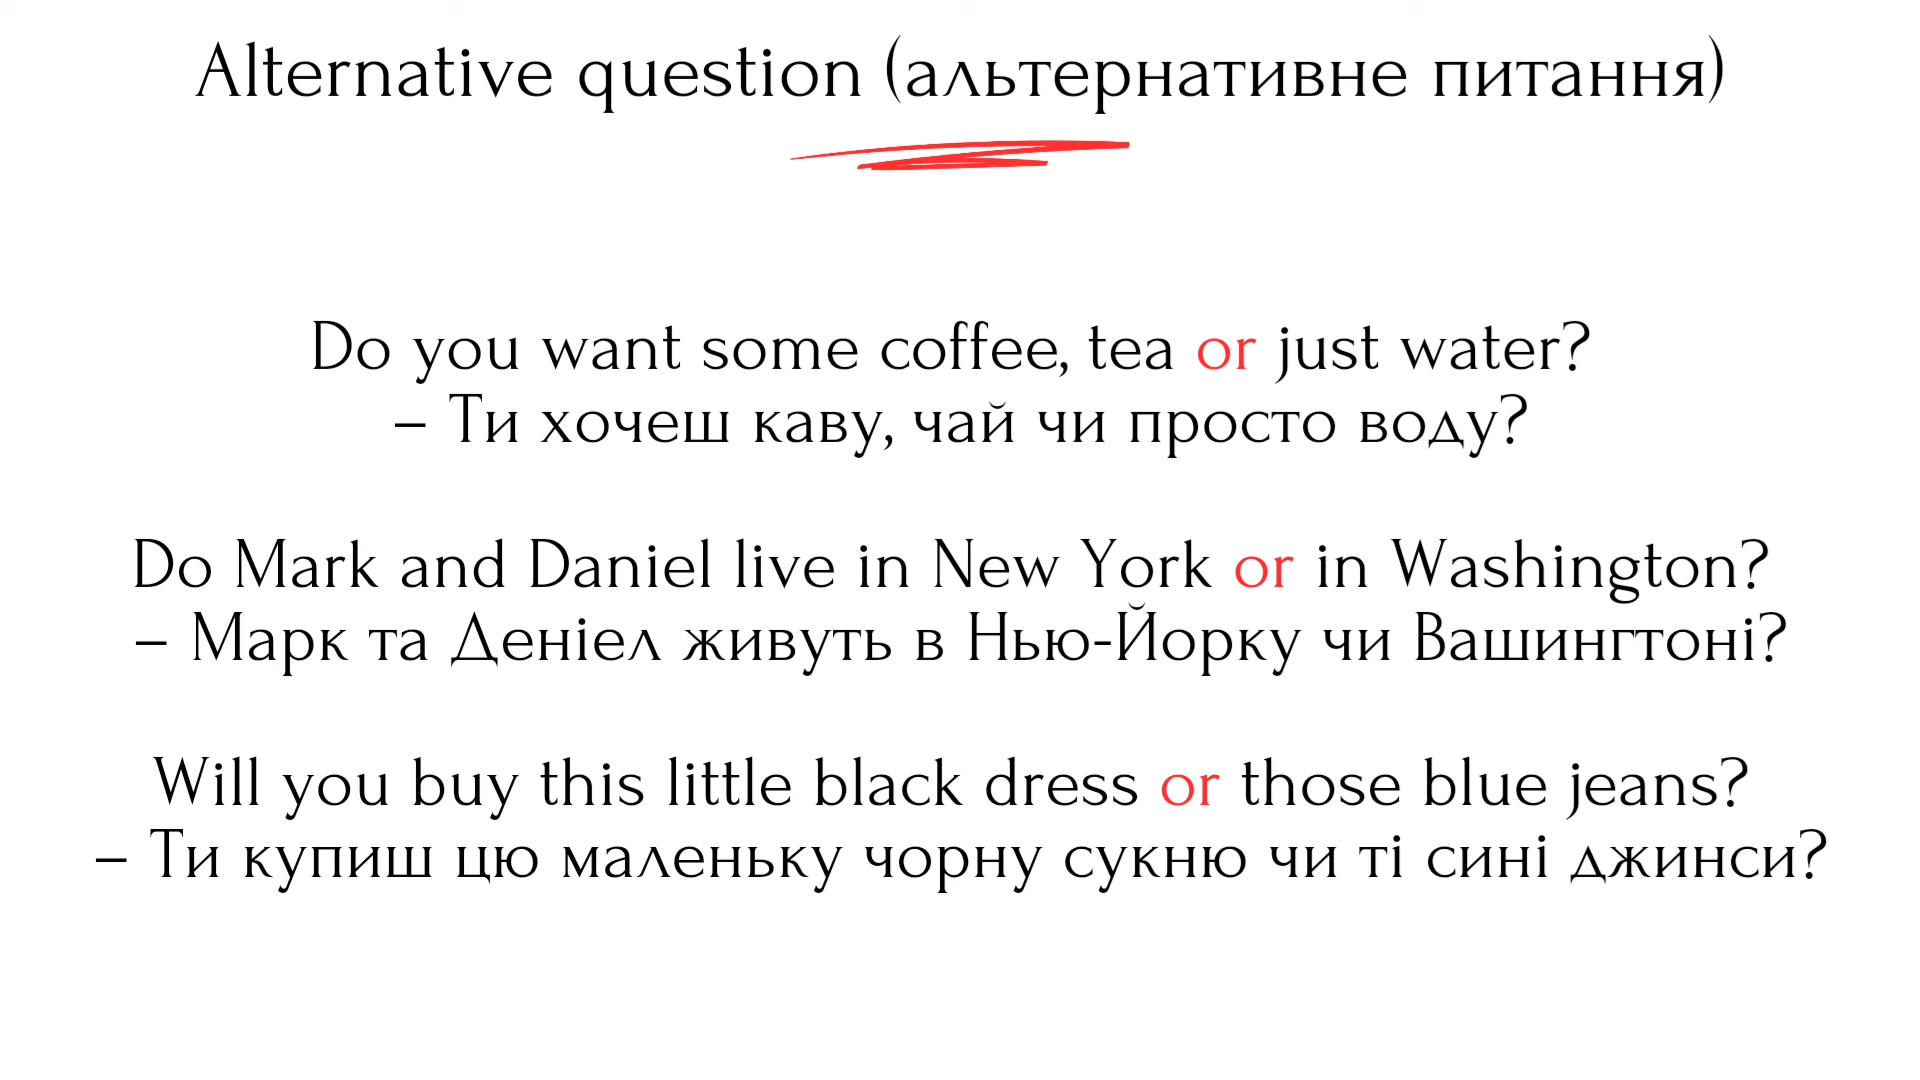 Alternative question (альтернативне питання)
Do you want some coffee, tea or just water?
– Ти хочеш каву, чай чи просто воду?
Do Mark and Daniel live in New York or in Washington?
– Марк та Деніел живуть в Нью-Йорку чи Вашингтоні?
Will you buy this little black dress or those blue jeans?
– Ти купиш цю маленьку чорну сукню чи ті сині джинси?